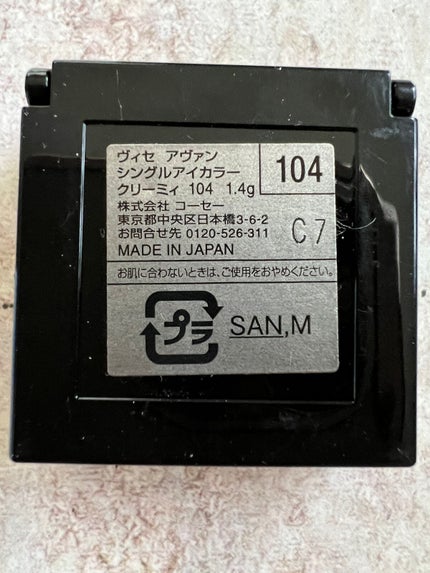 ヴィセ アヴァン
シングルアイカラー
クリーミィ 104 1.4g
104
株式会社 コーセー
東京都中央区日本橋3-6-2
お問合せ先 0120-526-311
MADE IN JAPAN
C7
お肌に合わないときは、ご使用をおやめください。
プラ
SAN,M